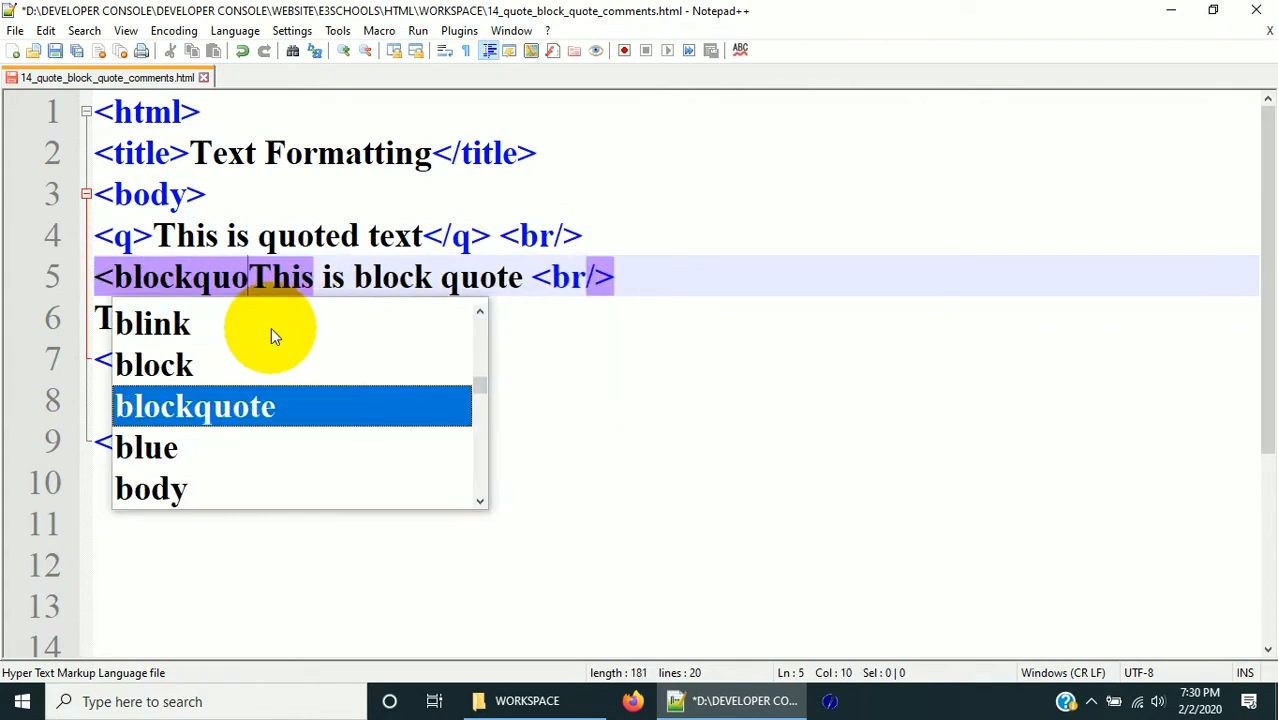 *D:\DEVELOPER CONSOLE\DEVELOPER CONSOLE\WEBSITE\E3SCHOOLS\HTML\WORKSPACE\14_quote_block_quote_comments.html - Notepad++
File Edit Search View Encoding Language Settings Tools Macro Run Plugins Window ? X
ABC
14_quote_block_quote_comments.html
1 <html>
2 <title>Text Formatting</title>
3 <body>
4 <q>This is quoted text</q> <br/>
5 <blockquoThis is block quote <br/>
6 T
blink
7 <
block
8
blockquote
9 <
blue
10
body
11
12
13
14
Hyper Text Markup Language file length : 181 lines : 20 Ln : 5 Col : 10 Sel : 0 | 0 Windows (CR LF) UTF-8 INS
Type here to search WORKSPACE *D:\DEVELOPER CO... 7:30 PM
2/2/2020